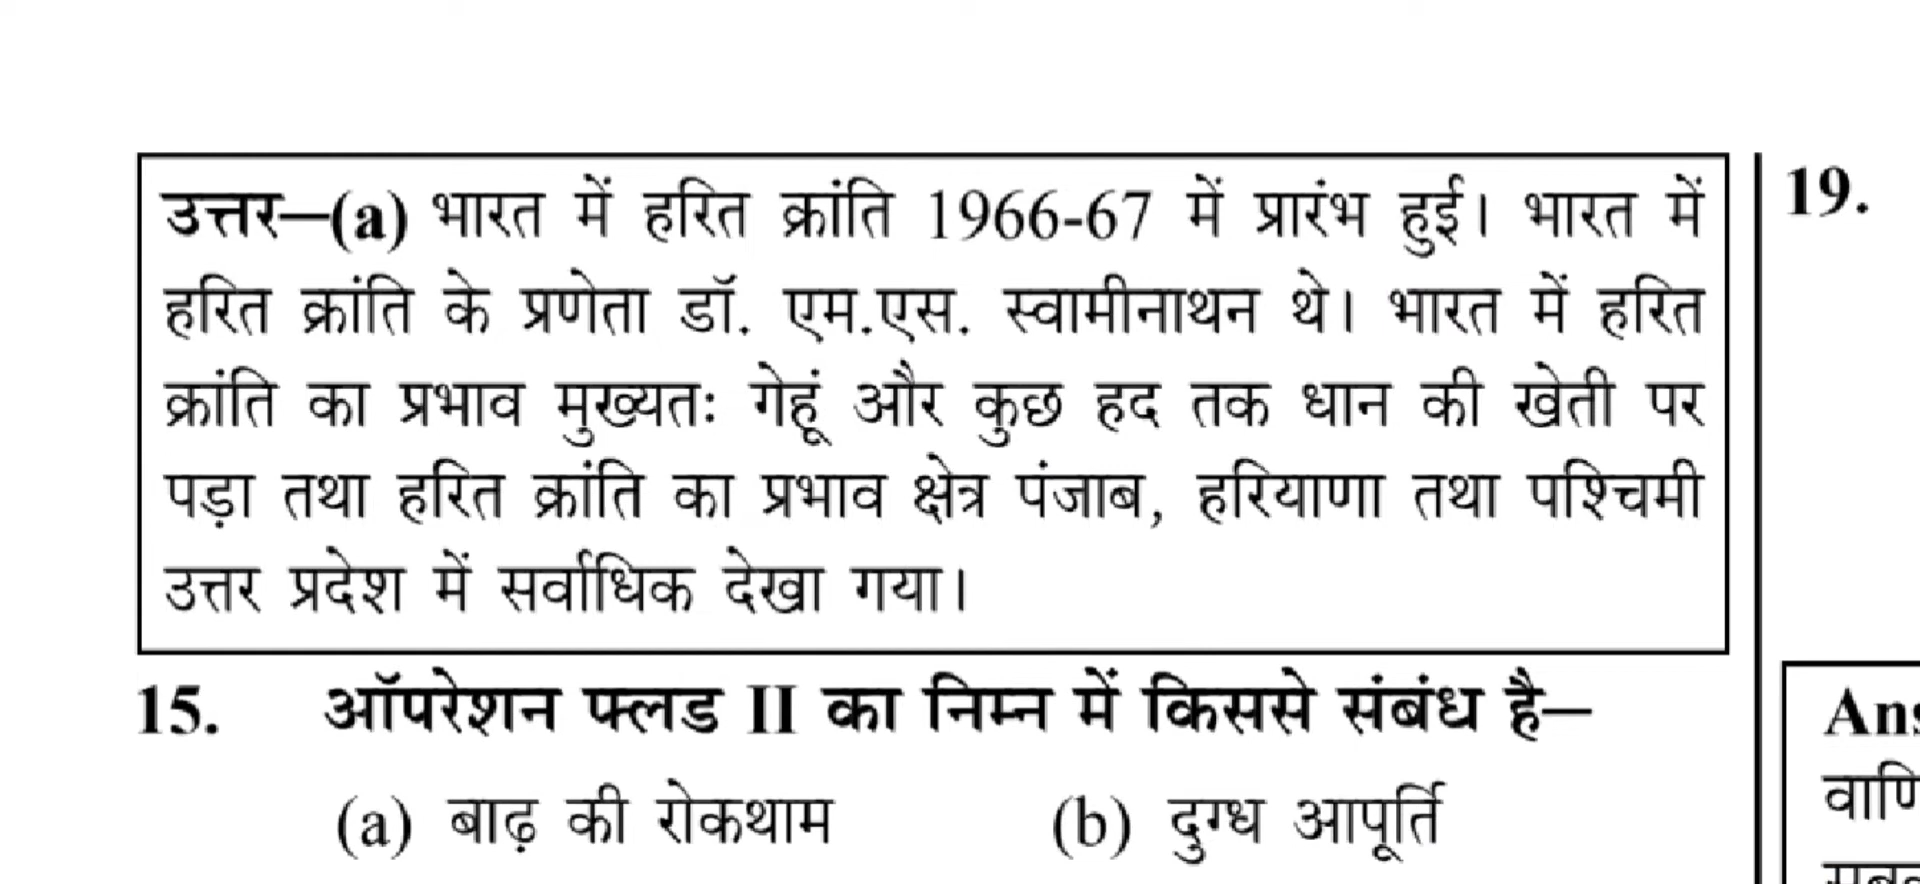 उत्तर–(a) भारत में हरित क्रांति 1966-67 में प्रारंभ हुई। भारत में
हरित क्रांति के प्रणेता डॉ. एम.एस. स्वामीनाथन थे। भारत में हरित
क्रांति का प्रभाव मुख्यतः गेहूं और कुछ हद तक धान की खेती पर
पड़ा तथा हरित क्रांति का प्रभाव क्षेत्र पंजाब, हरियाणा तथा पश्चिमी
उत्तर प्रदेश में सर्वाधिक देखा गया।
15. ऑपरेशन फ्लड II का निम्न में किससे संबंध है–
(a) बाढ़ की रोकथाम (b) दुग्ध आपूर्ति
19.